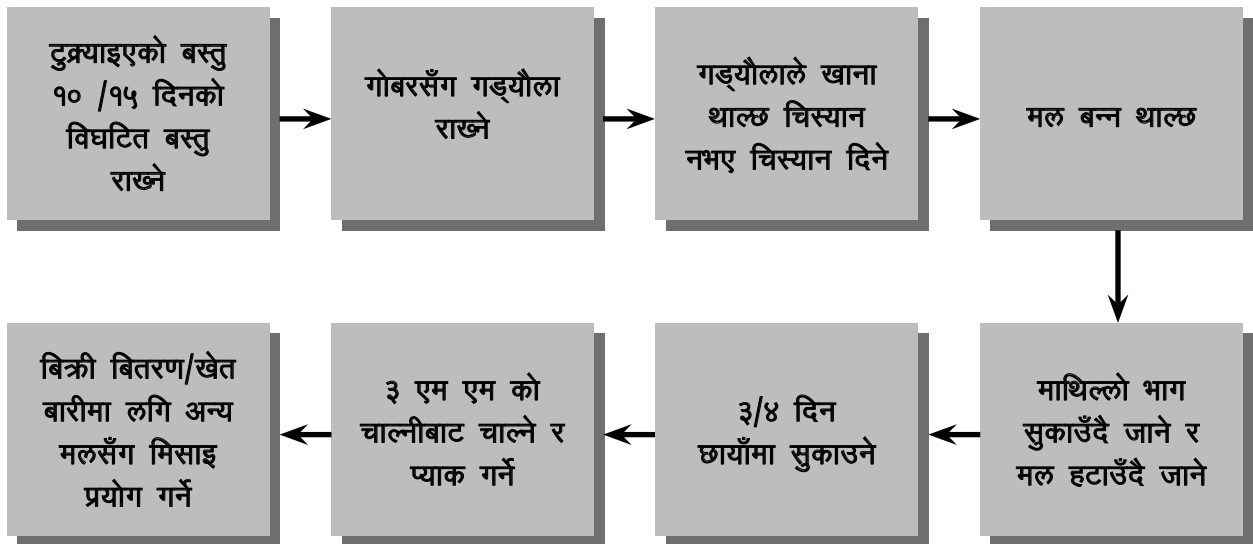 टुक्र्याइएको बस्तु
१० /१५ दिनको
विघटित बस्तु
राख्ने
गोबरसँग गड्यौला
राख्ने
गड्यौलाले खाना
थाल्छ चिस्यान
नभए चिस्यान दिने
मल बन्न थाल्छ
माथिल्लो भाग
सुकाउँदै जाने र
मल हटाउँदै जाने
३/४ दिन
छायाँमा सुकाउने
३ एम एम को
चाल्नीबाट चाल्ने र
प्याक गर्ने
बिक्री बितरण/खेत
बारीमा लगि अन्य
मलसँग मिसाइ
प्रयोग गर्ने